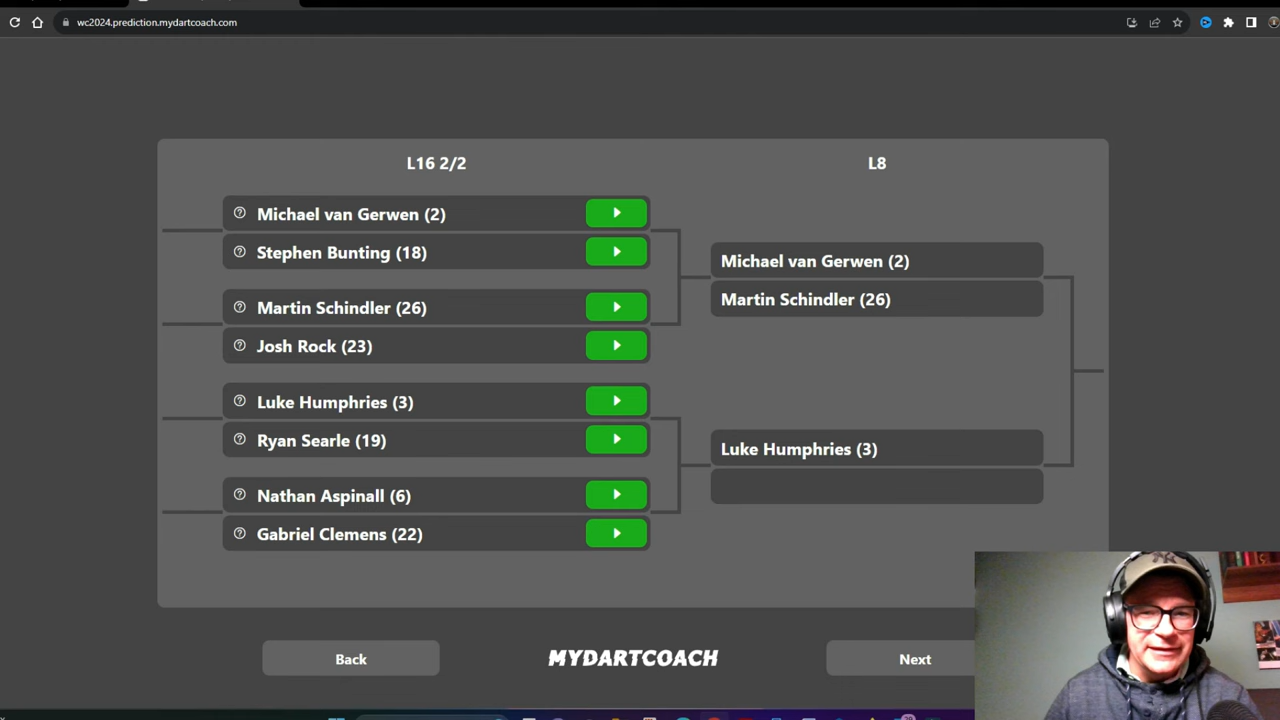 wc2024.prediction.mydartcoach.com
L16 2/2
L8
Michael van Gerwen (2)
Stephen Bunting (18)
Martin Schindler (26)
Josh Rock (23)
Luke Humphries (3)
Ryan Searle (19)
Nathan Aspinall (6)
Gabriel Clemens (22)
Michael van Gerwen (2)
Martin Schindler (26)
Luke Humphries (3)
Back
MYDARTCOACH
Next